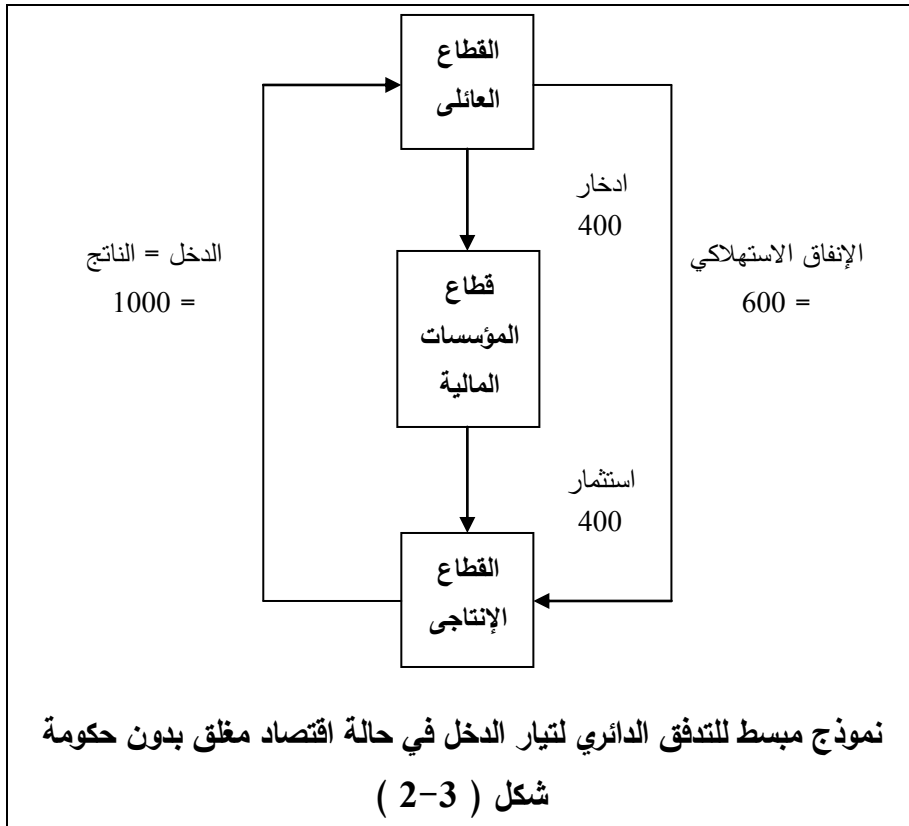 القطاع
العائلى
ادخار
400
الإنفاق الاستهلاكي
= 600
الدخل = الناتج
= 1000
قطاع
المؤسسات
المالية
استثمار
400
القطاع
الإنتاجى
نموذج مبسط للتدفق الدائري لتيار الدخل في حالة اقتصاد مغلق بدون حكومة
شكل ( 3-2 )